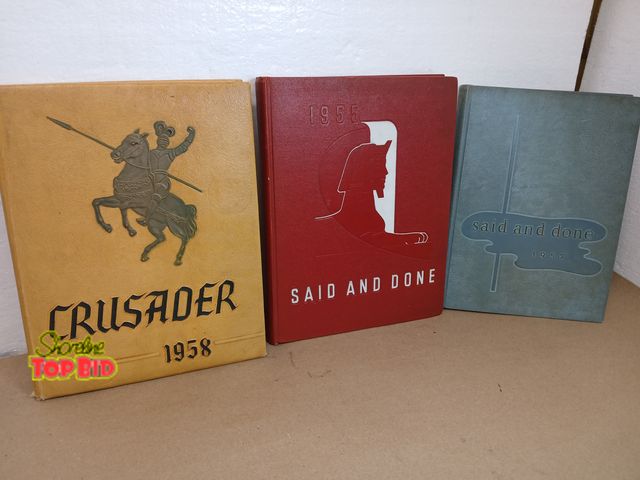 CRUSADER
1958
Shoreline
TOP BID
1955
SAID AND DONE
said and done